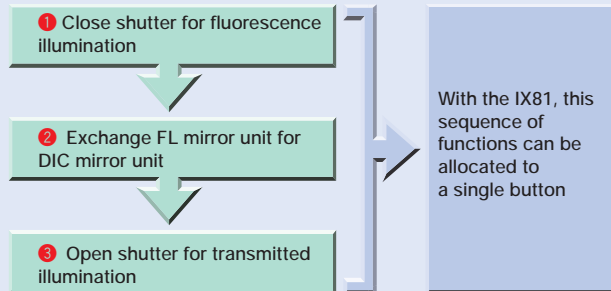 ❶ Close shutter for fluorescence
illumination
❷ Exchange FL mirror unit for
DIC mirror unit
❸ Open shutter for transmitted
illumination
With the IX81, this
sequence of
functions can be
allocated to
a single button